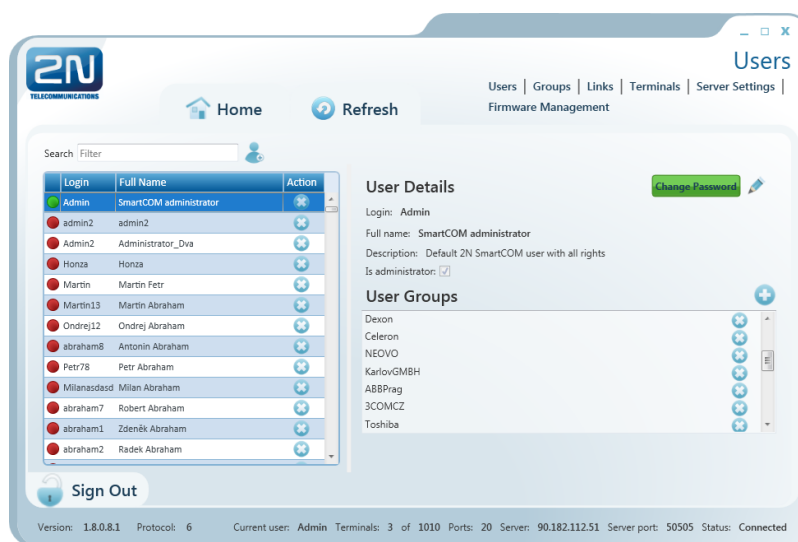 X
2N
TELECOMMUNICATIONS
Users
Home
Refresh
Users | Groups | Links | Terminals | Server Settings |
Firmware Management
Search Filter
Login Full Name Action
Admin SmartCOM administrator
admin2 admin2
Admin2 Administrator_Dva
Honza Honza
Martin Martin Fetr
Martin13 Martin Abraham
Ondrej12 Ondrej Abraham
abraham8 Antonin Abraham
Petr78 Petr Abraham
Milanasdasd Milan Abraham
abraham7 Robert Abraham
abraham1 Zdeněk Abraham
abraham2 Radek Abraham
User Details
Change Password
Login: Admin
Full name: SmartCOM administrator
Description: Default 2N SmartCOM user with all rights
Is administrator:
User Groups
Dexon
Celeron
NEOVO
KarlovGMBH
ABBPrag
3COMCZ
Toshiba
Sign Out
Version: 1.8.0.8.1 Protocol: 6 Current user: Admin Terminals: 3 of 1010 Ports: 20 Server: 90.182.112.51 Server port: 50505 Status: Connected